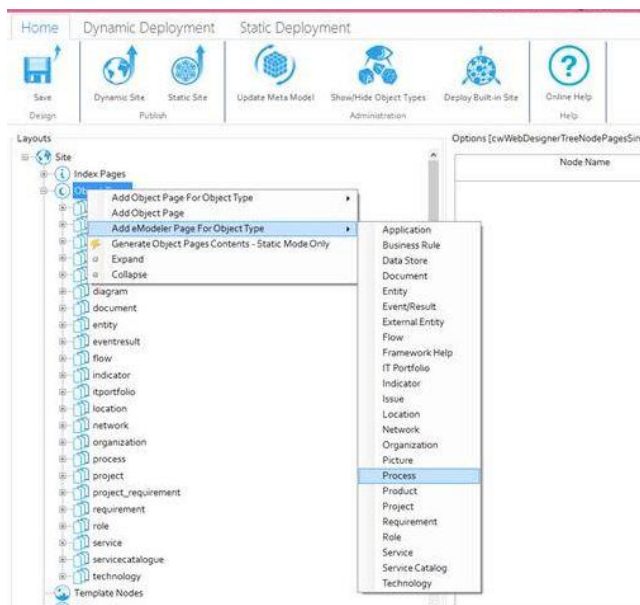 Home Dynamic Deployment Static Deployment
Save Dynamic Site Static Site Update Meta Model Show/Hide Object Types Deploy Built-in Site Online Help
Design Publish Administration Help
Layouts
Site
Index Pages
Add Object Page For Object Type
Add Object Page
Add eModeler Page For Object Type
Generate Object Pages Contents - Static Mode Only
Expand
Collapse
diagram
document
entity
eventresult
flow
indicator
itportfolio
location
network
organization
process
project
project_requirement
requirement
role
service
servicecatalogue
technology
Template Nodes
Application
Business Rule
Data Store
Document
Entity
Event/Result
External Entity
Flow
Framework Help
IT Portfolio
Indicator
Issue
Location
Network
Organization
Picture
Process
Product
Project
Requirement
Role
Service
Service Catalog
Technology
Options [cwWebDesignerTreeNodePagesSin
Node Name